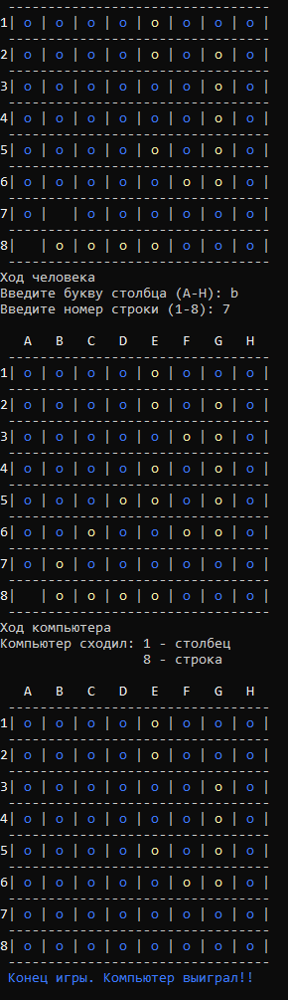 -----------------------------------
1| o | o | o | o | o | o | o | o |
-----------------------------------
2| o | o | o | o | o | o | o | o |
-----------------------------------
3| o | o | o | o | o | o | o | o |
-----------------------------------
4| o | o | o | o | o | o | o | o |
-----------------------------------
5| o | o | o | o | o | o | o | o |
-----------------------------------
6| o | o | o | o | o | o | o | o |
-----------------------------------
7| o |   | o | o | o | o | o | o |
-----------------------------------
8|   | o | o | o | o | o | o | o |
-----------------------------------
Ход человека
Введите букву столбца (A-H): b
Введите номер строки (1-8): 7
A B C D E F G H
-----------------------------------
1| o | o | o | o | o | o | o | o |
-----------------------------------
2| o | o | o | o | o | o | o | o |
-----------------------------------
3| o | o | o | o | o | o | o | o |
-----------------------------------
4| o | o | o | o | o | o | o | o |
-----------------------------------
5| o | o | o | o | o | o | o | o |
-----------------------------------
6| o | o | o | o | o | o | o | o |
-----------------------------------
7| o | o | o | o | o | o | o | o |
-----------------------------------
8|   | o | o | o | o | o | o | o |
-----------------------------------
Ход компьютера
Компьютер сходил: 1 - столбец
8 - строка
A B C D E F G H
-----------------------------------
1| o | o | o | o | o | o | o | o |
-----------------------------------
2| o | o | o | o | o | o | o | o |
-----------------------------------
3| o | o | o | o | o | o | o | o |
-----------------------------------
4| o | o | o | o | o | o | o | o |
-----------------------------------
5| o | o | o | o | o | o | o | o |
-----------------------------------
6| o | o | o | o | o | o | o | o |
-----------------------------------
7| o | o | o | o | o | o | o | o |
-----------------------------------
8| o | o | o | o | o | o | o | o |
-----------------------------------
Конец игры. Компьютер выиграл!!